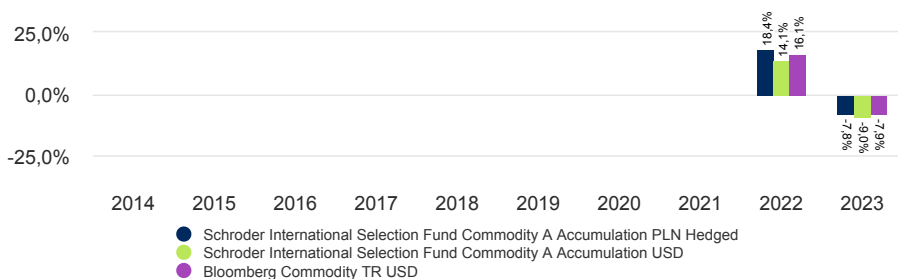 25,0%
0,0%
-25,0%
18,4%
14,1%
16,1%
-7,8%
-9,0%
-7,9%
2014 2015 2016 2017 2018 2019 2020 2021 2022 2023
Schroder International Selection Fund Commodity A Accumulation PLN Hedged
Schroder International Selection Fund Commodity A Accumulation USD
Bloomberg Commodity TR USD